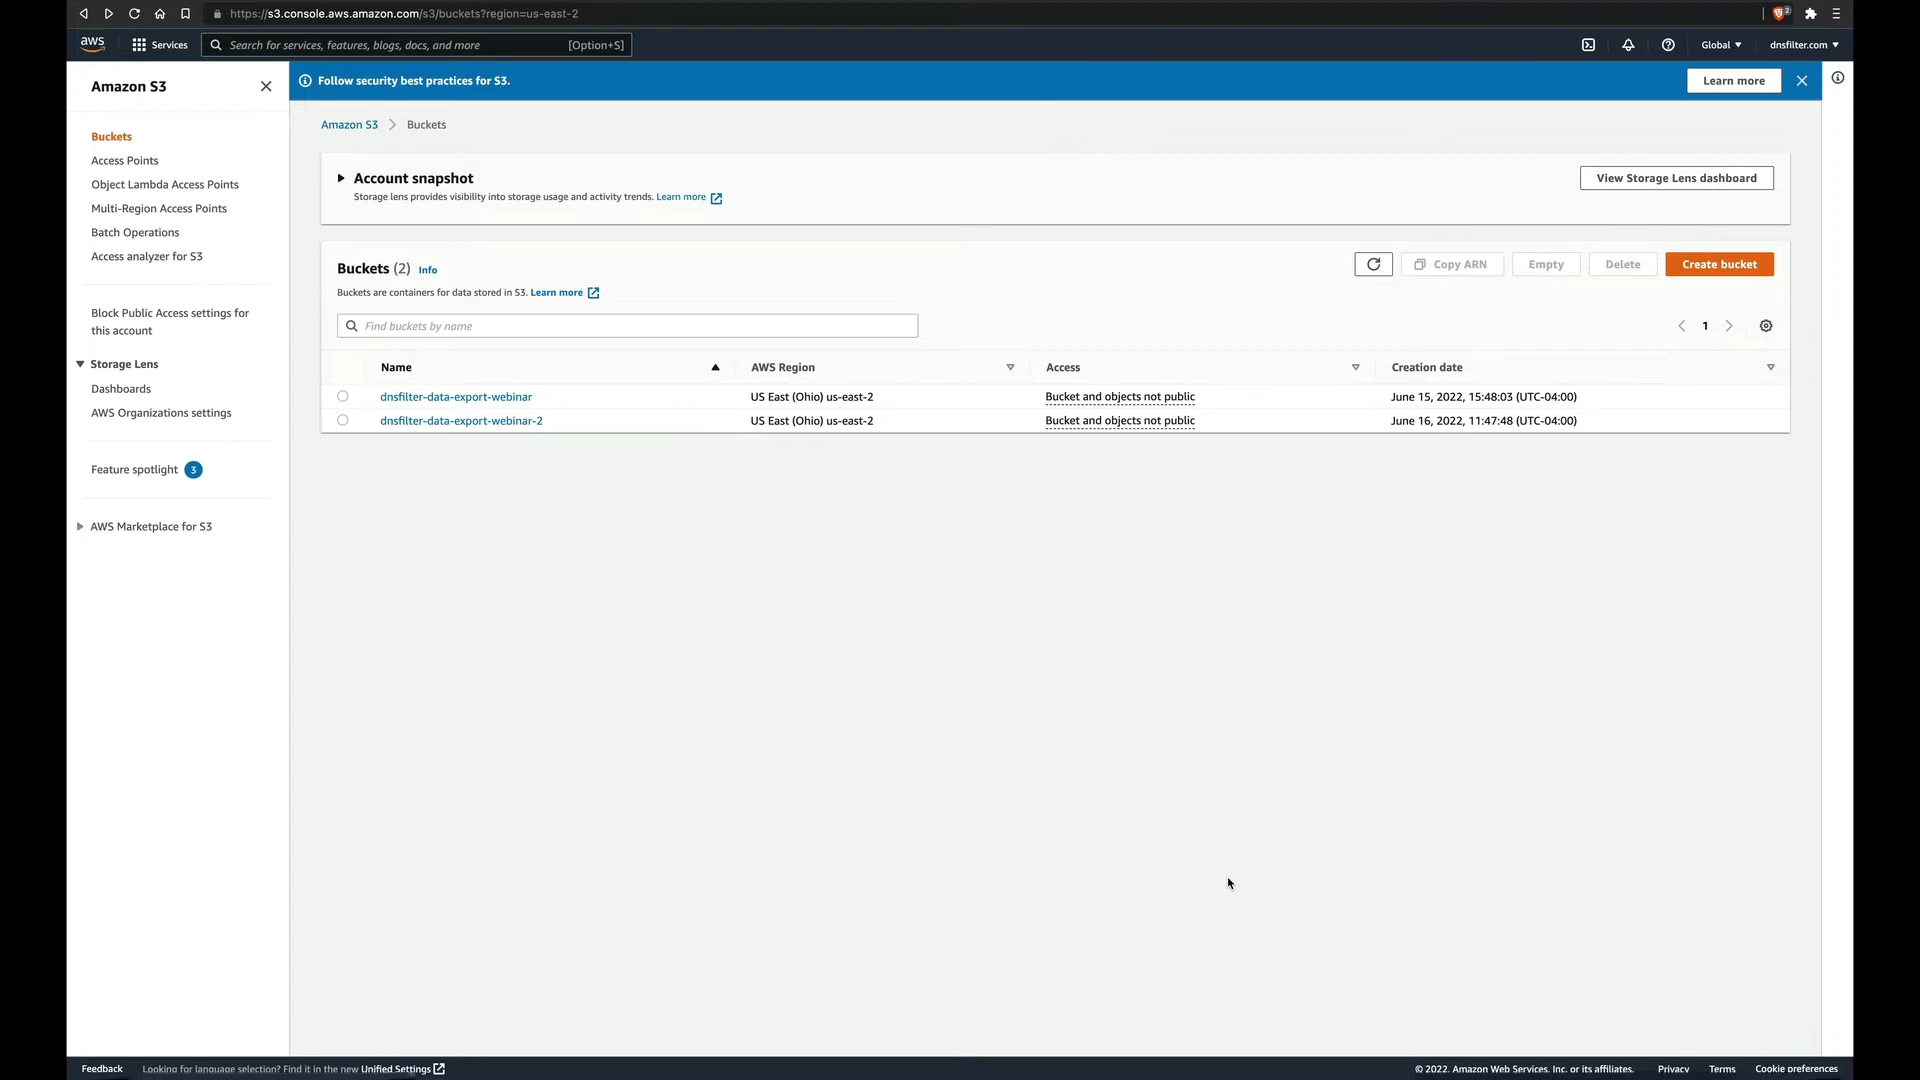 https://s3.console.aws.amazon.com/s3/buckets?region=us-east-2
2
aws
Services
Search for services, features, blogs, docs, and more
[Option+S]
Global
dnsfilter.com
Amazon S3
Buckets
Access Points
Object Lambda Access Points
Multi-Region Access Points
Batch Operations
Access analyzer for S3
Block Public Access settings for
this account
Storage Lens
Dashboards
AWS Organizations settings
Feature spotlight 3
AWS Marketplace for S3
Follow security best practices for S3.
Learn more
Amazon S3 Buckets
Account snapshot
Storage lens provides visibility into storage usage and activity trends. Learn more
View Storage Lens dashboard
Buckets (2) Info
Buckets are containers for data stored in S3. Learn more
Copy ARN
Empty
Delete
Create bucket
Find buckets by name
1
Name AWS Region Access Creation date
dnsfilter-data-export-webinar US East (Ohio) us-east-2 Bucket and objects not public June 15, 2022, 15:48:03 (UTC-04:00)
dnsfilter-data-export-webinar-2 US East (Ohio) us-east-2 Bucket and objects not public June 16, 2022, 11:47:48 (UTC-04:00)
Feedback Looking for language selection? Find it in the new Unified Settings © 2022, Amazon Web Services, Inc. or its affiliates. Privacy Terms Cookie preferences